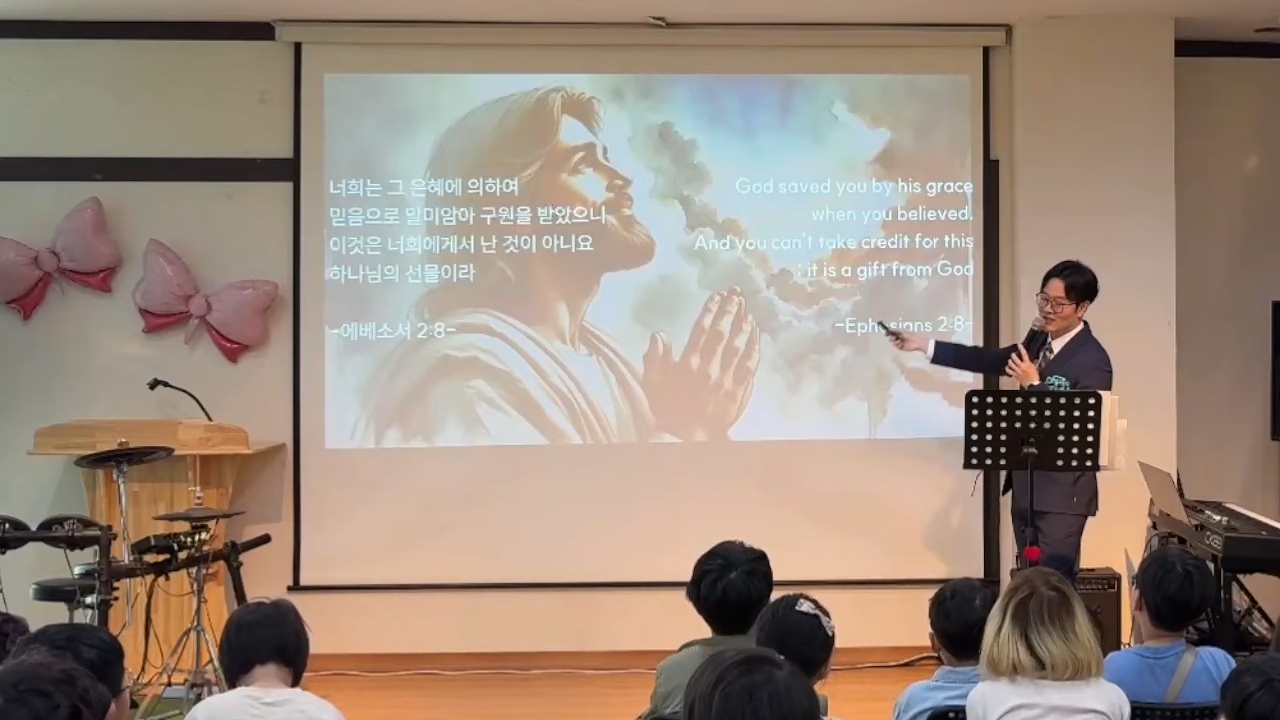 너희는 그 은혜에 의하여
믿음으로 말미암아 구원을 받았으니
이것은 너희에게서 난 것이 아니요
하나님의 선물이라
-에베소서 2:8-
God saved you by his grace
when you believed.
And you can't take credit for this
; it is a gift from God
-Ephesians 2:8-